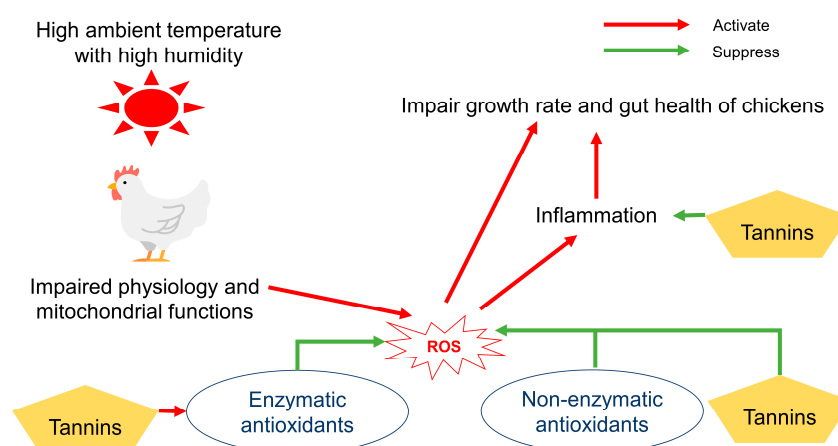 High ambient temperature
with high humidity
Activate
Suppress
Impair growth rate and gut health of chickens
Inflammation
Tannins
Impaired physiology and
mitochondrial functions
ROS
Tannins
Enzymatic
antioxidants
Non-enzymatic
antioxidants
Tannins